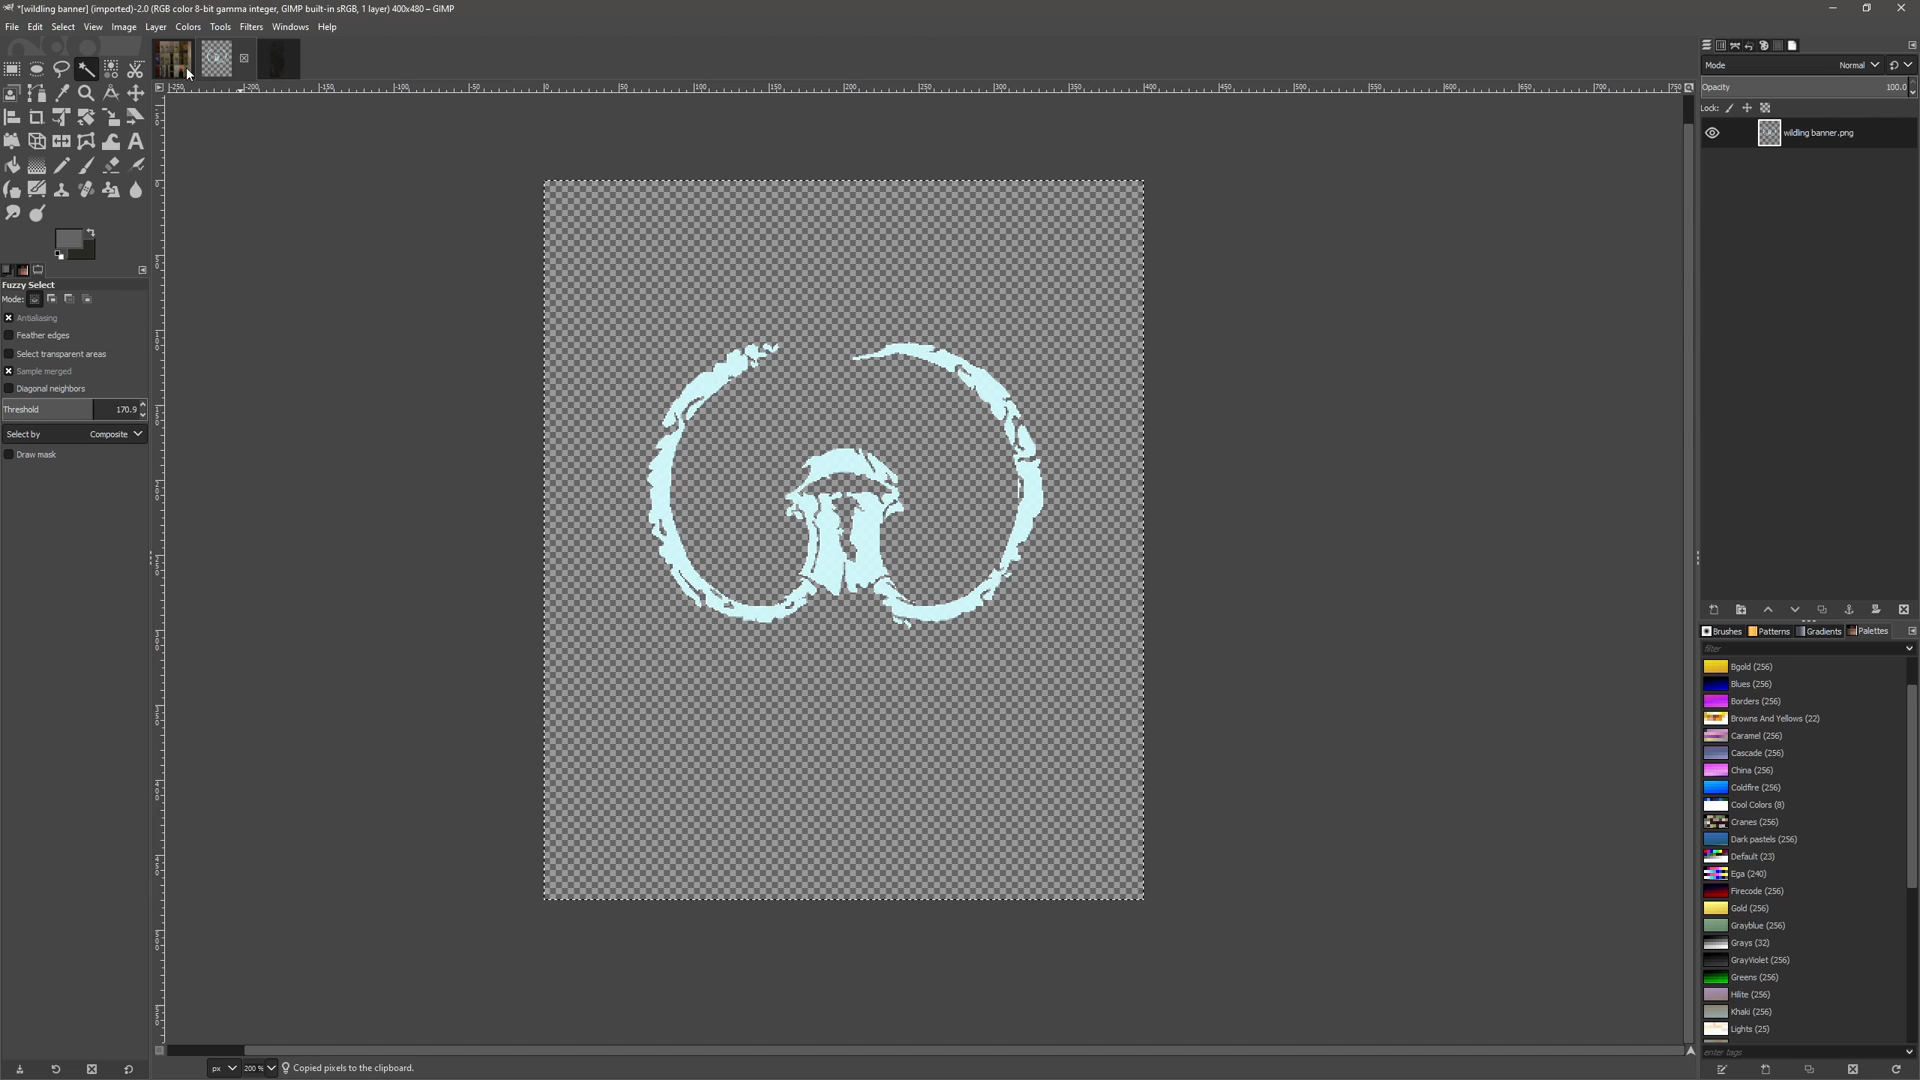 *[wildling banner] (imported)-2.0 (RGB color 8-bit gamma integer, GIMP built-in sRGB, 1 layer) 400x480 – GIMP
File Edit Select View Image Layer Colors Tools Filters Windows Help
Mode Normal
Opacity 100.0
Lock:
wildling banner.png
Fuzzy Select
Mode:
Antialiasing
Feather edges
Select transparent areas
Sample merged
Diagonal neighbors
Threshold 170.9
Select by Composite
Draw mask
Brushes Patterns Gradients Palettes
filter
Bgold (256)
Blues (256)
Borders (256)
Browns And Yellows (22)
Caramel (256)
Cascade (256)
China (256)
Coldfire (256)
Cool Colors (8)
Cranes (256)
Dark pastels (256)
Default (23)
Ega (240)
Firecode (256)
Gold (256)
Grayblue (256)
Grays (32)
GrayViolet (256)
Greens (256)
Hilite (256)
Khaki (256)
Lights (25)
enter tags
px 200 % Copied pixels to the clipboard.